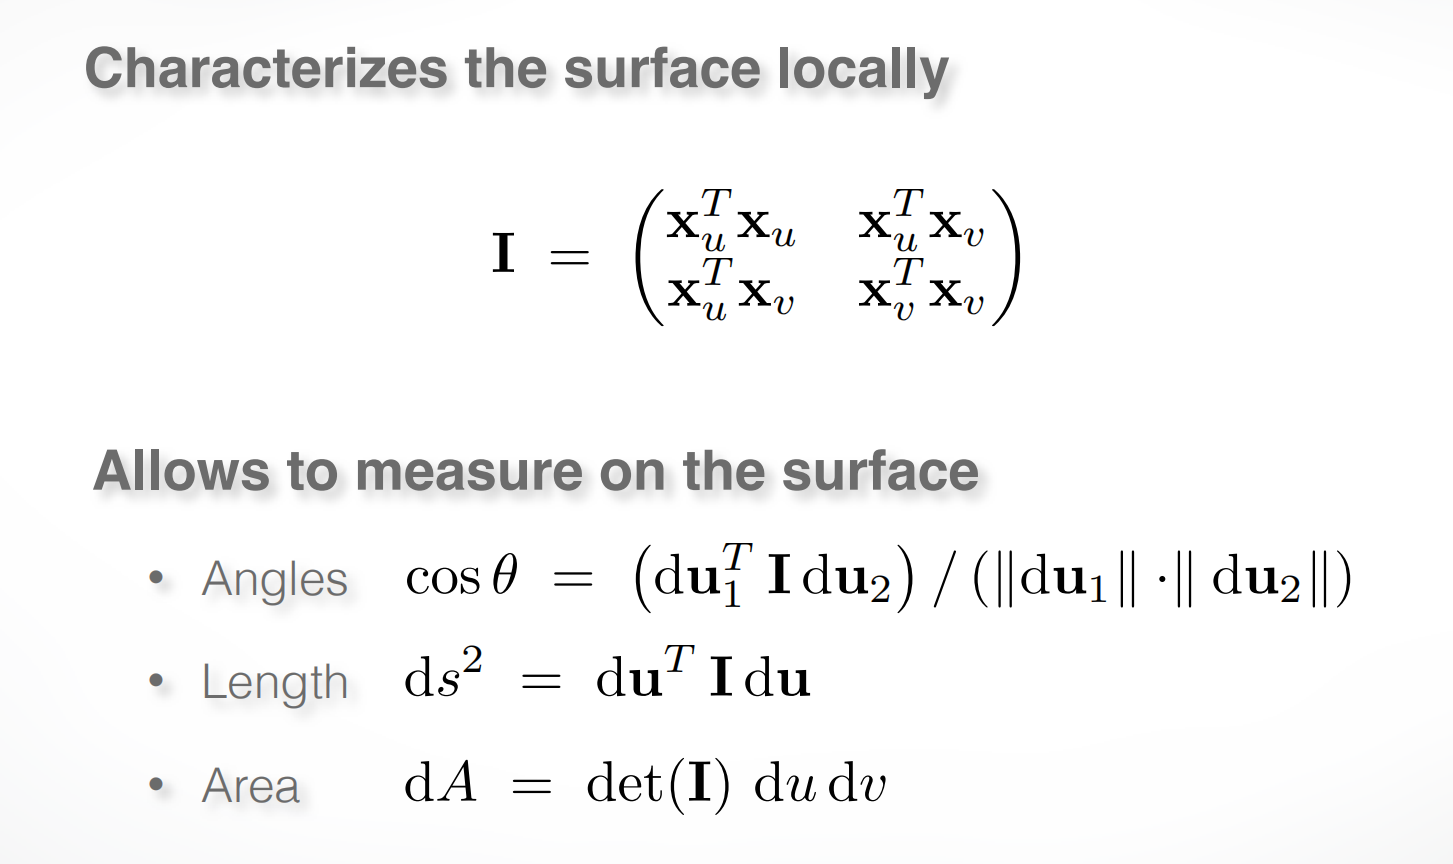 Characterizes the surface locally
$$\mathbf{I} = \begin{pmatrix} \mathbf{x}_u^T \mathbf{x}_u & \mathbf{x}_u^T \mathbf{x}_v \\ \mathbf{x}_u^T \mathbf{x}_v & \mathbf{x}_v^T \mathbf{x}_v \end{pmatrix}$$
Allows to measure on the surface
• Angles $\cos\theta = \left(\mathrm{d}\mathbf{u}_1^T \, \mathbf{I} \, \mathrm{d}\mathbf{u}_2\right) / \left(\|\mathrm{d}\mathbf{u}_1\| \cdot \|\mathrm{d}\mathbf{u}_2\|\right)$
• Length $\mathrm{d}s^2 = \mathrm{d}\mathbf{u}^T \, \mathbf{I} \, \mathrm{d}\mathbf{u}$
• Area $\mathrm{d}A = \det(\mathbf{I}) \, \mathrm{d}u \, \mathrm{d}v$